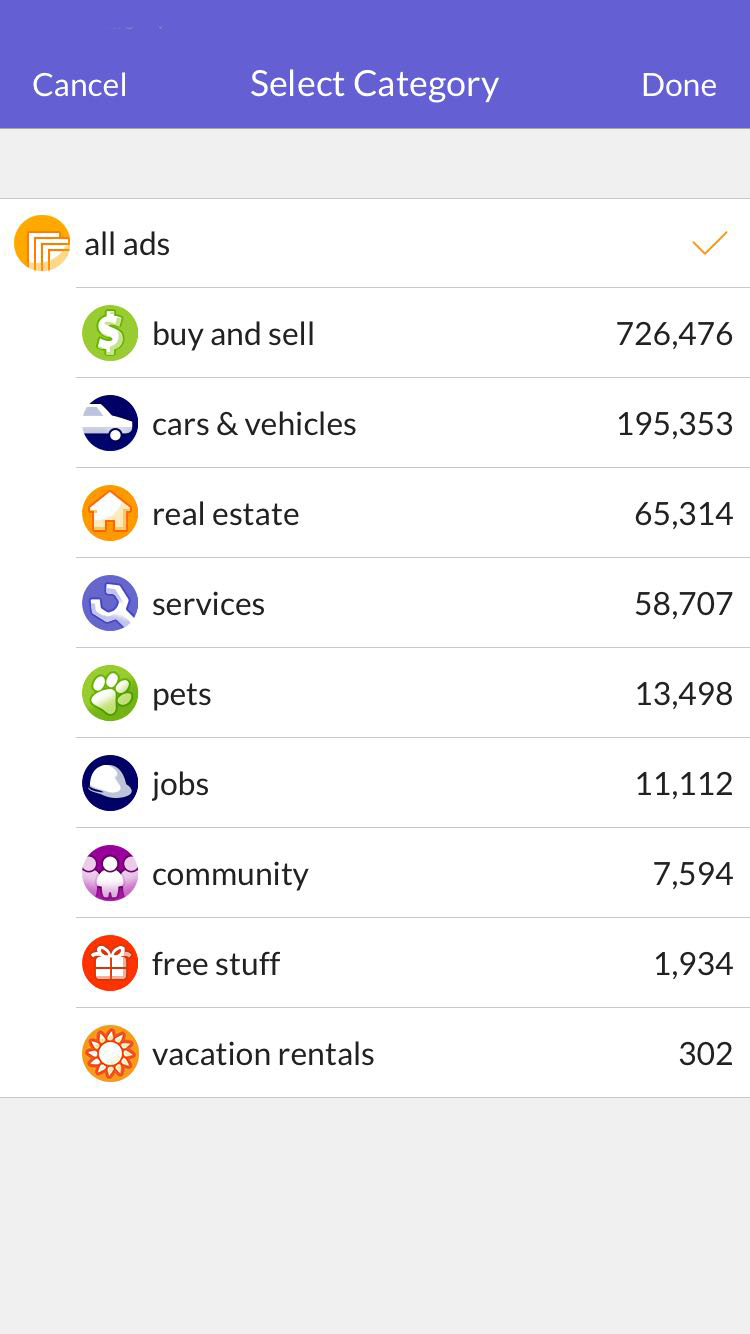 Cancel Select Category Done
all ads
buy and sell 726,476
cars & vehicles 195,353
real estate 65,314
services 58,707
pets 13,498
jobs 11,112
community 7,594
free stuff 1,934
vacation rentals 302